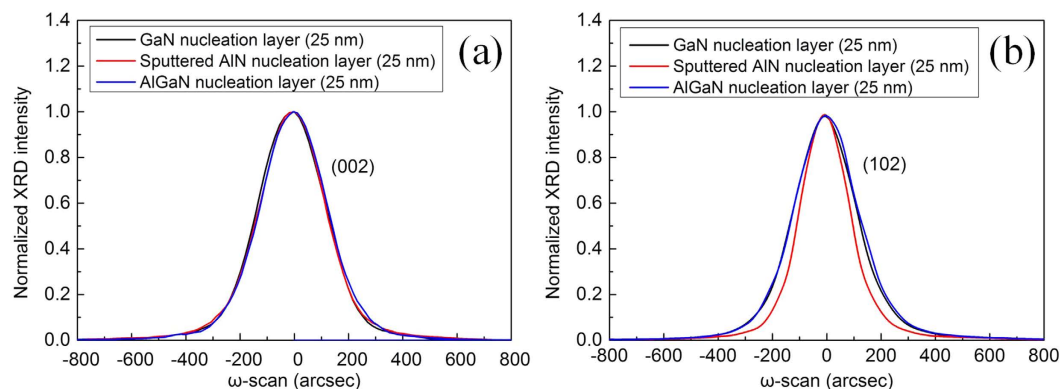 (a)
GaN nucleation layer (25 nm)
Sputtered AlN nucleation layer (25 nm)
AlGaN nucleation layer (25 nm)
(002)
Normalized XRD intensity
1.4
1.2
1.0
0.8
0.6
0.4
0.2
0.0
-800 -600 -400 -200 0 200 400 600 800
ω-scan (arcsec)
(b)
GaN nucleation layer (25 nm)
Sputtered AlN nucleation layer (25 nm)
AlGaN nucleation layer (25 nm)
(102)
Normalized XRD intensity
1.4
1.2
1.0
0.8
0.6
0.4
0.2
0.0
-800 -600 -400 -200 0 200 400 600 800
ω-scan (arcsec)